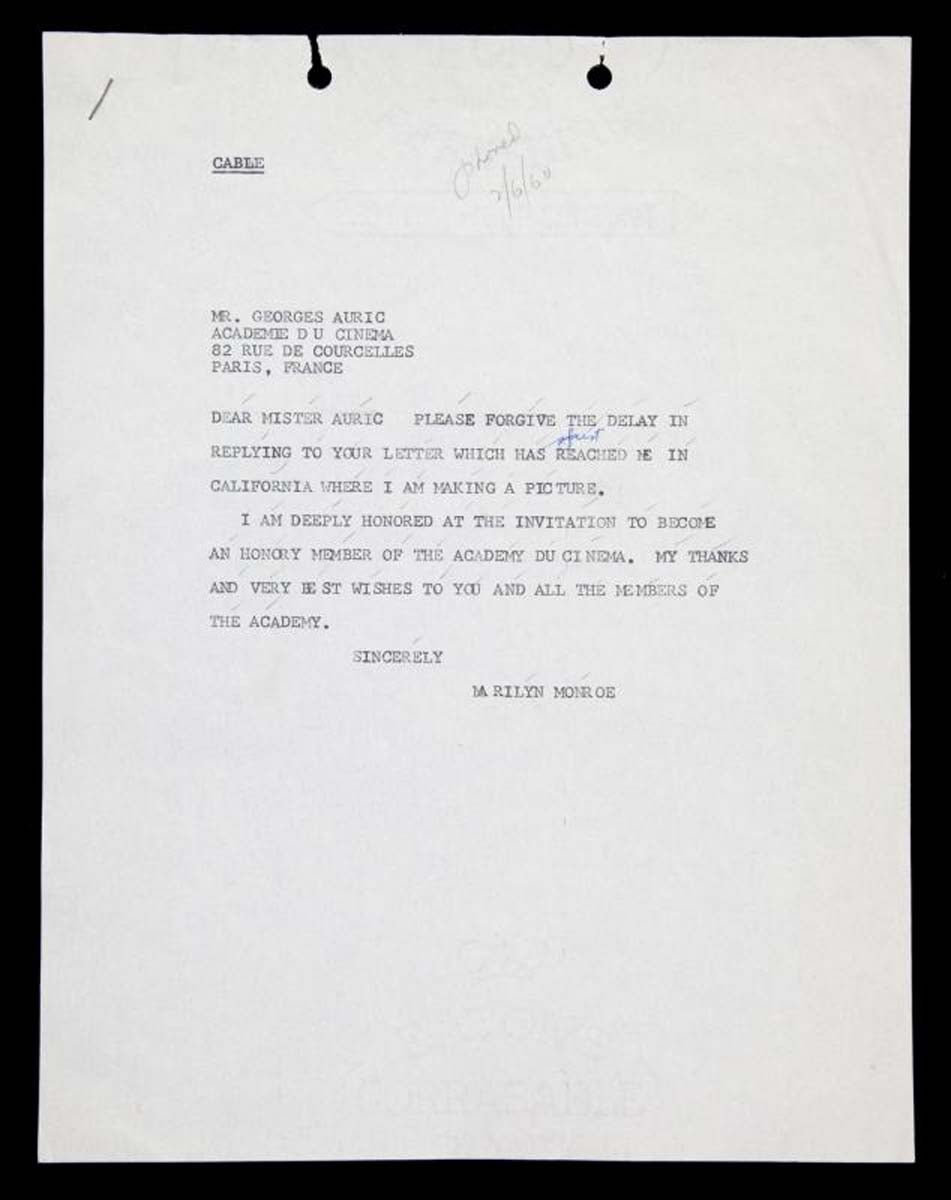 CABLE
phoned
2/6/60
MR. GEORGES AURIC
ACADEMIE D U CINEMA
82 RUE DE COURCELLES
PARIS, FRANCE
DEAR MISTER AURIC PLEASE FORGIVE THE DELAY IN
just
REPLYING TO YOUR LETTER WHICH HAS REACHED ME IN
CALIFORNIA WHERE I AM MAKING A PICTURE.
I AM DEEPLY HONORED AT THE INVITATION TO BECOME
AN HONORY MEMBER OF THE ACADEMY DU CINEMA. MY THANKS
AND VERY BE ST WISHES TO YOU AND ALL THE MEMBERS OF
THE ACADEMY.
SINCERELY
MARILYN MONROE